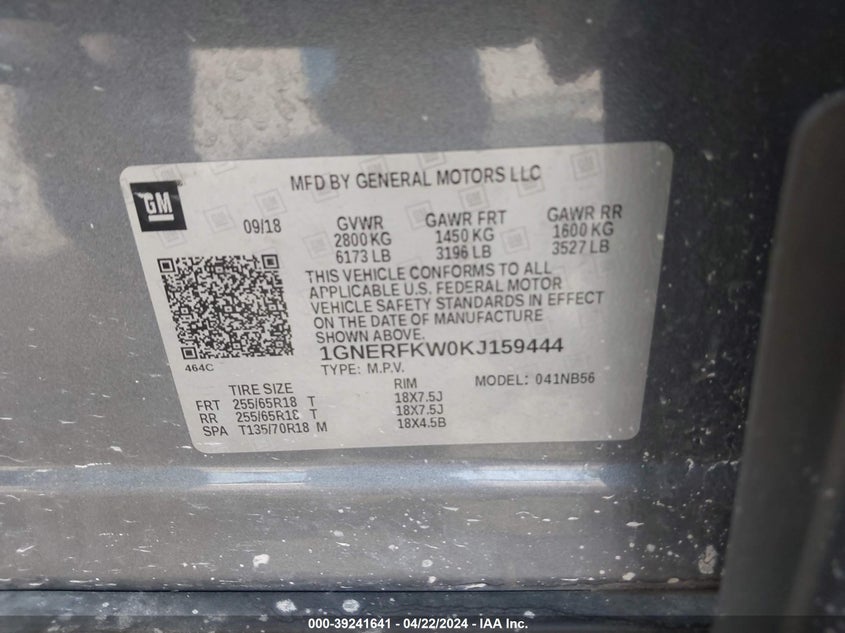 GM
MFD BY GENERAL MOTORS LLC
09/18
GVWR GAWR FRT GAWR RR
2800 KG 1450 KG 1600 KG
6173 LB 3196 LB 3527 LB
THIS VEHICLE CONFORMS TO ALL
APPLICABLE U.S. FEDERAL MOTOR
VEHICLE SAFETY STANDARDS IN EFFECT
ON THE DATE OF MANUFACTURE
SHOWN ABOVE.
464C
1GNERFKW0KJ159444
TYPE: M.P.V.
MODEL: 041NB56
TIRE SIZE RIM
FRT 255/65R18 T 18X7.5J
RR 255/65R18 T 18X7.5J
SPA T135/70R18 M 18X4.5B
000-39241641 - 04/22/2024 - IAA Inc.